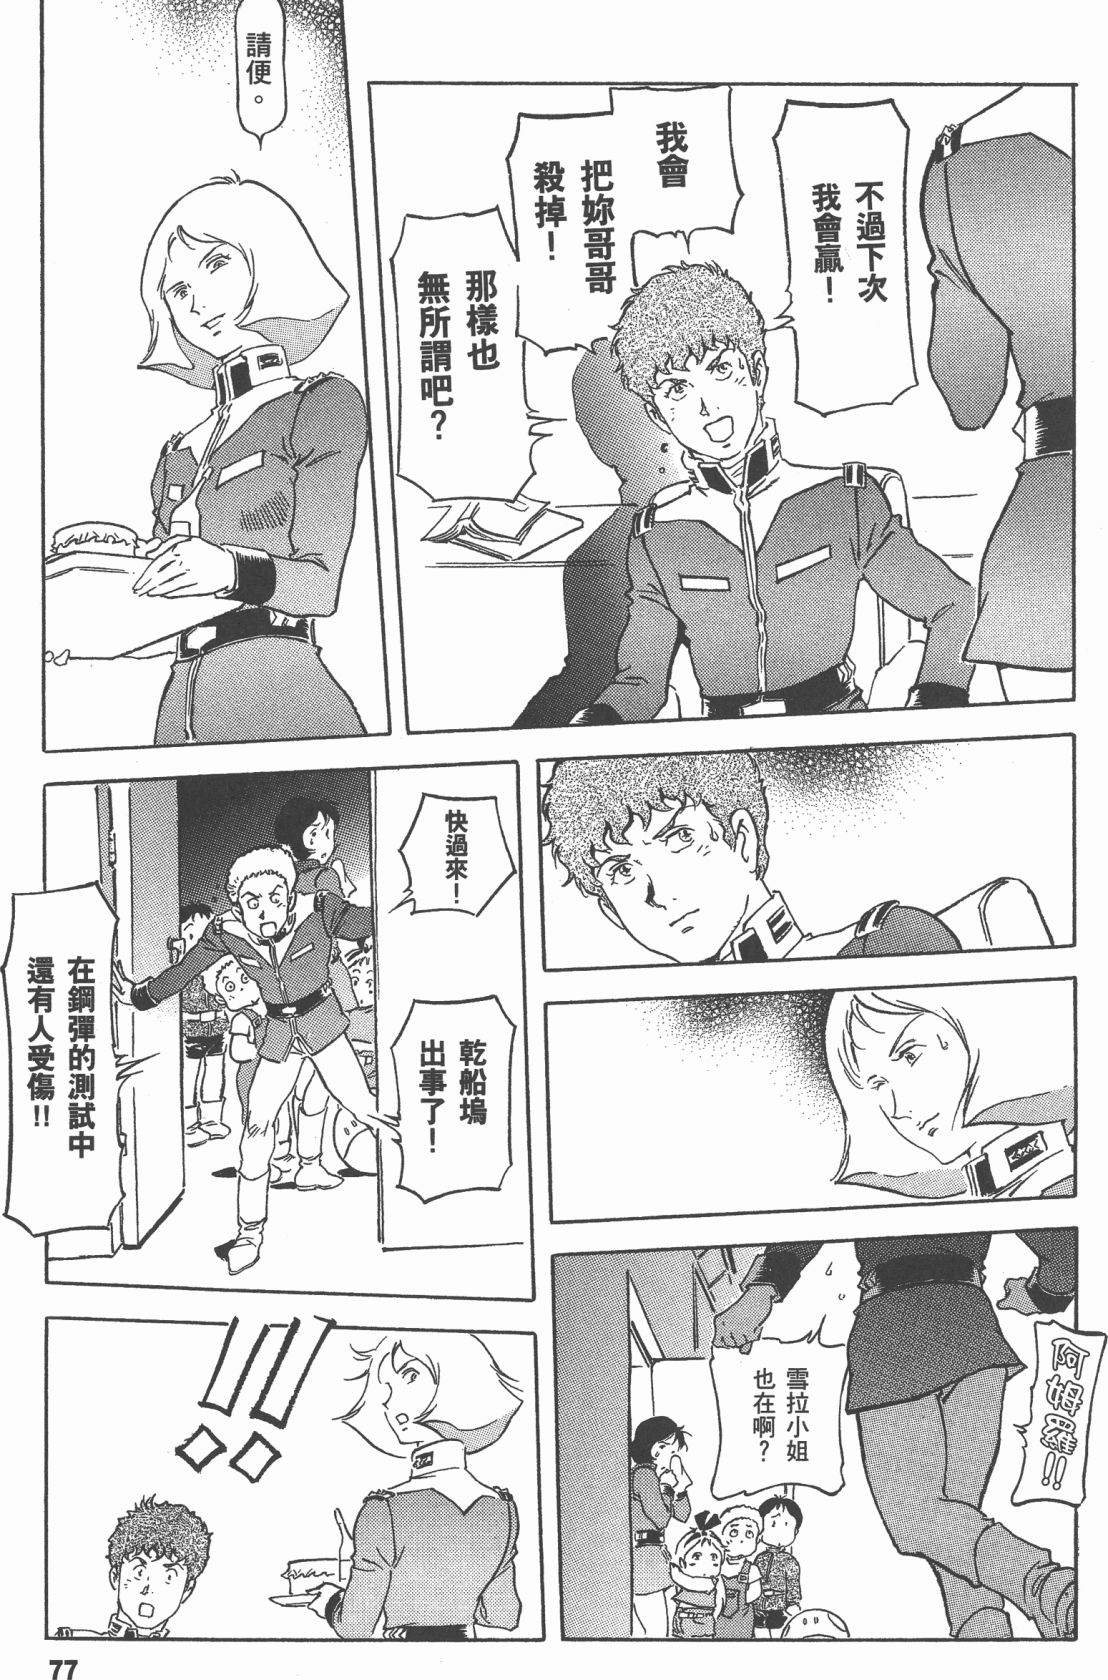 不過下次
我會贏！
我會
把妳哥哥
殺掉！
那樣也
無所謂吧？
請便。
阿姆羅!!
雪拉小姐
也在啊？
快過來！
乾船塢
出事了！
在鋼彈的測試中
還有人受傷!!
!!
77